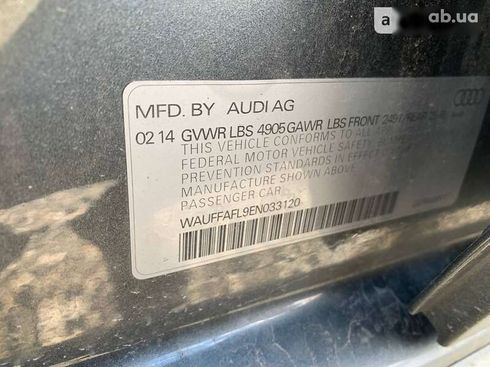 a ab.ua
MFD. BY AUDI AG
02 14 GVWR LBS 4905 GAWR LBS FRONT REAR
THIS VEHICLE CONFORMS TO ALL
FEDERAL MOTOR VEHICLE SAFETY
PREVENTION STANDARDS IN EFFECT
MANUFACTURE SHOWN ABOVE
PASSENGER CAR
WAUFFAFL9EN033120